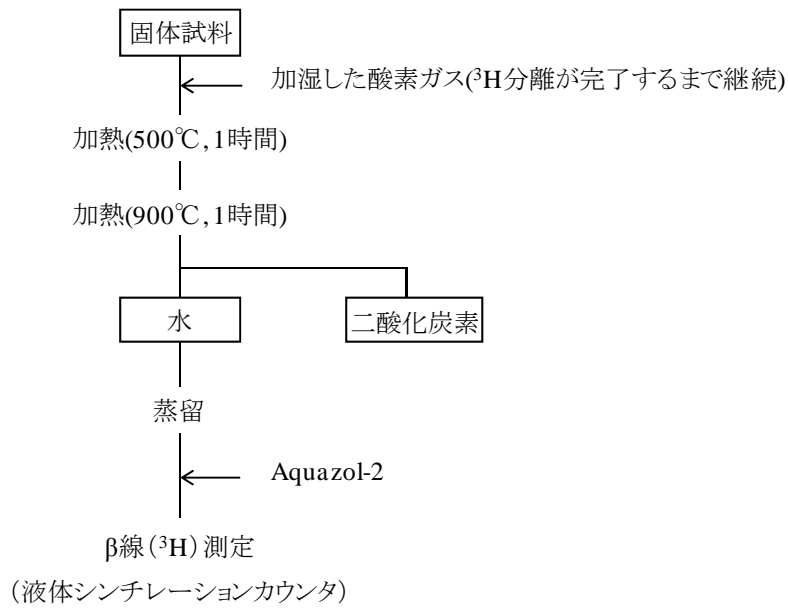 固体試料
加湿した酸素ガス(³H分離が完了するまで継続)
加熱(500℃,1時間)
加熱(900℃,1時間)
水
二酸化炭素
蒸留
Aquazol-2
β線(³H)測定
(液体シンチレーションカウンタ)